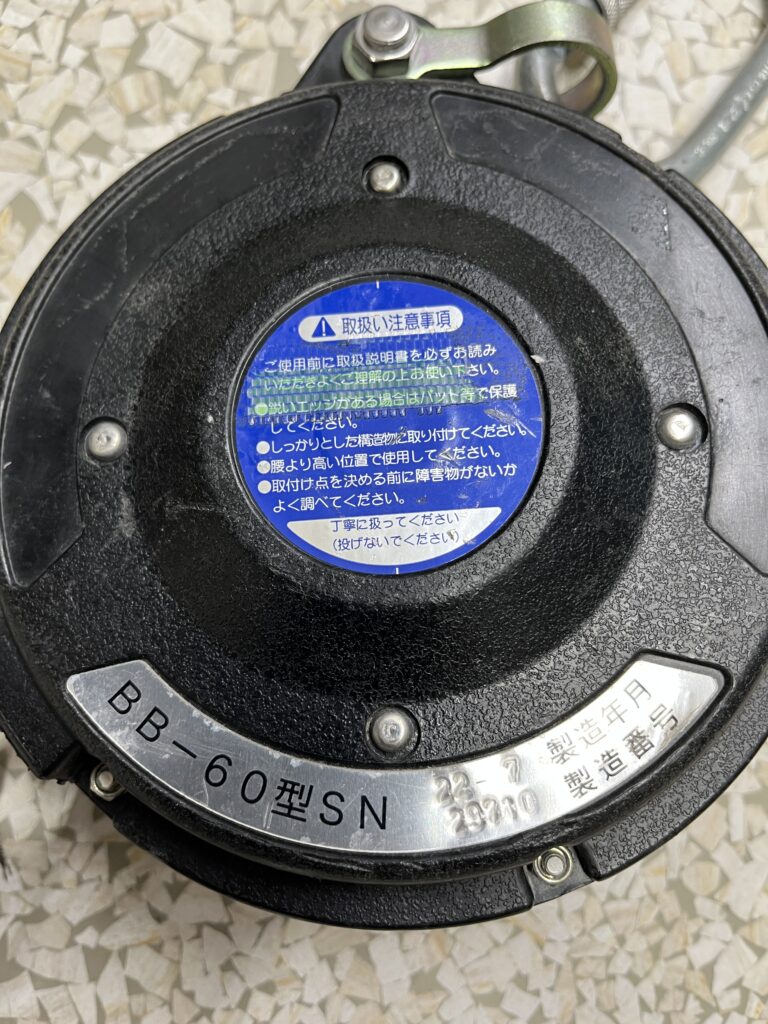 取扱い注意事項
ご使用前に取扱説明書を必ずお読み
いただきよくご理解の上お使い下さい。
●鋭いエッジがある場合はパット等で保護
してください。
●しっかりとした構造物に取り付けてください。
●腰より高い位置で使用してください。
●取付け点を決める前に障害物がないか
よく調べてください。
丁寧に扱ってください
(投げないでください)
BB-60型SN
22-7 製造年月
29710 製造番号